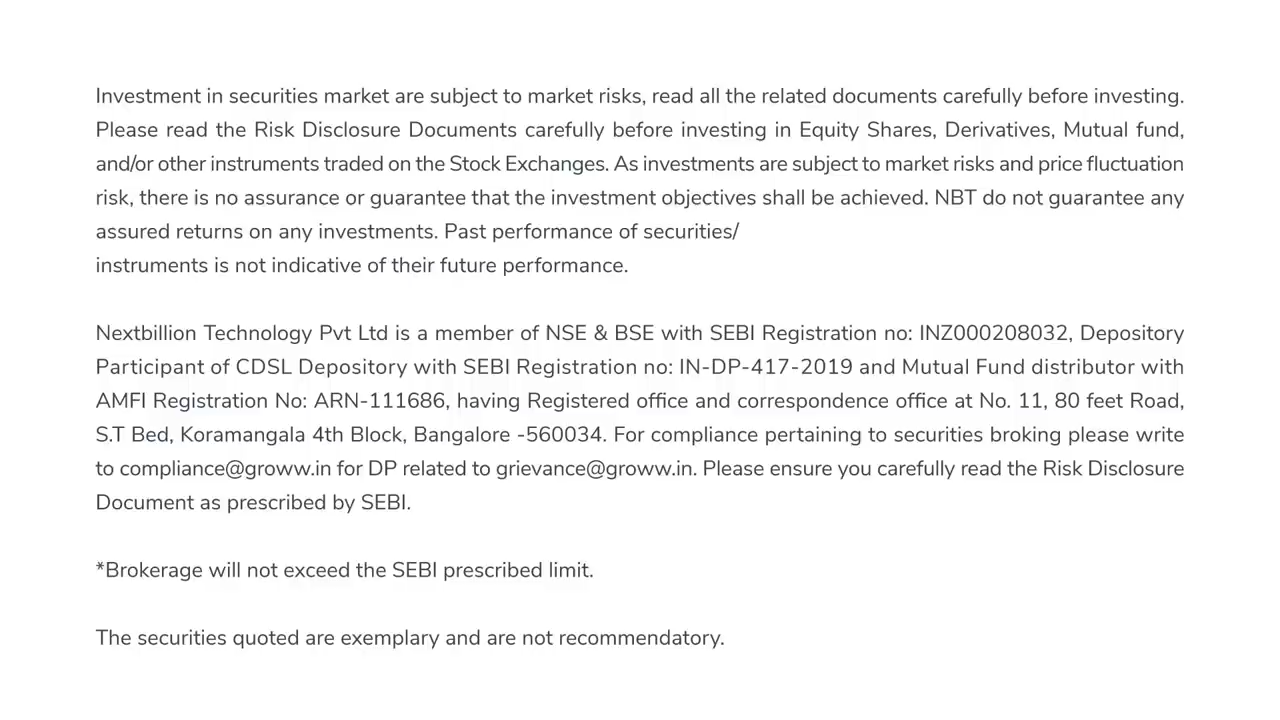 Investment in securities market are subject to market risks, read all the related documents carefully before investing.
Please read the Risk Disclosure Documents carefully before investing in Equity Shares, Derivatives, Mutual fund,
and/or other instruments traded on the Stock Exchanges. As investments are subject to market risks and price fluctuation
risk, there is no assurance or guarantee that the investment objectives shall be achieved. NBT do not guarantee any
assured returns on any investments. Past performance of securities/
instruments is not indicative of their future performance.
Nextbillion Technology Pvt Ltd is a member of NSE & BSE with SEBI Registration no: INZ000208032, Depository
Participant of CDSL Depository with SEBI Registration no: IN-DP-417-2019 and Mutual Fund distributor with
AMFI Registration No: ARN-111686, having Registered office and correspondence office at No. 11, 80 feet Road,
S.T Bed, Koramangala 4th Block, Bangalore -560034. For compliance pertaining to securities broking please write
to compliance@groww.in for DP related to grievance@groww.in. Please ensure you carefully read the Risk Disclosure
Document as prescribed by SEBI.
*Brokerage will not exceed the SEBI prescribed limit.
The securities quoted are exemplary and are not recommendatory.